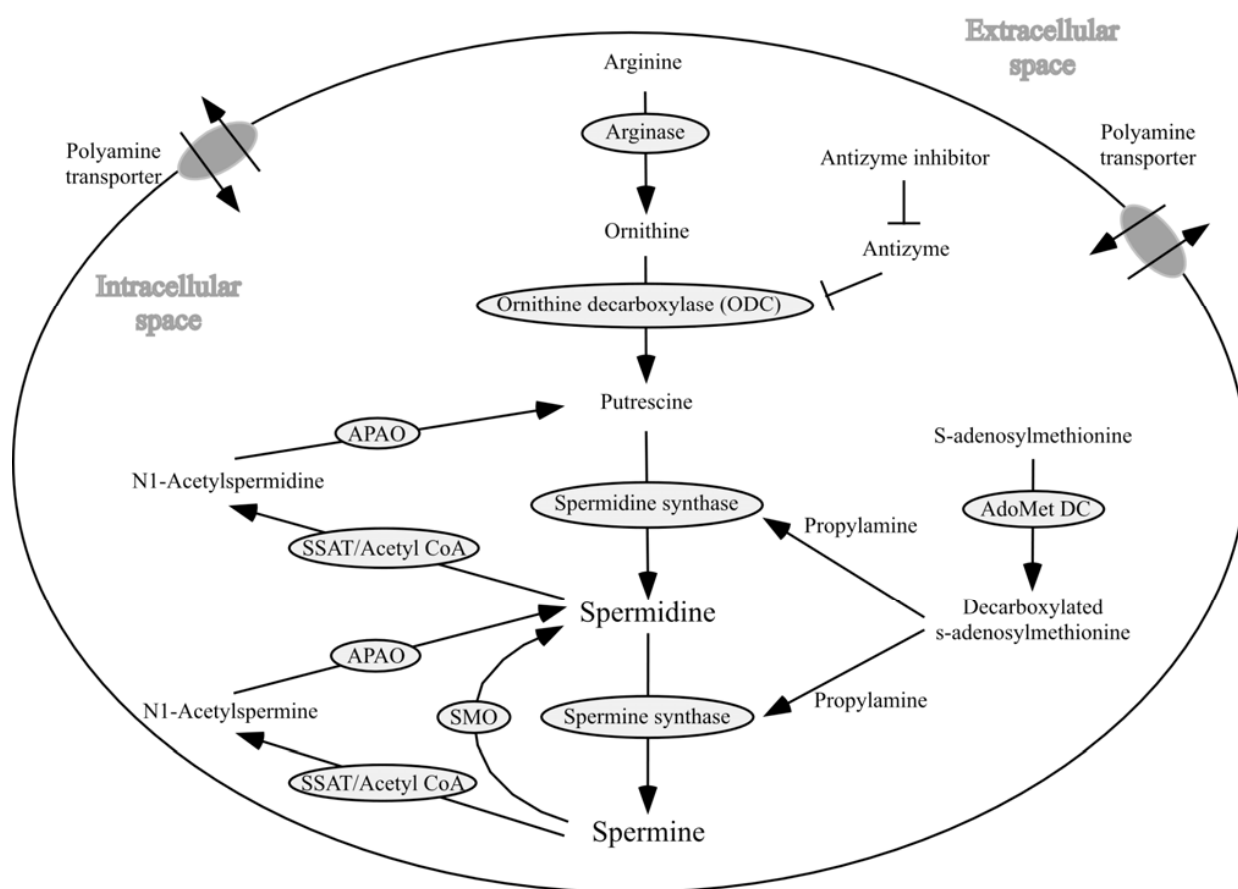 Extracellular
space
Arginine
Arginase
Polyamine
transporter
Polyamine
transporter
Antizyme inhibitor
Ornithine
Antizyme
Intracellular
space
Ornithine decarboxylase (ODC)
Putrescine
APAO
S-adenosylmethionine
N1-Acetylspermidine
Spermidine synthase
AdoMet DC
Propylamine
SSAT/Acetyl CoA
Spermidine
Decarboxylated
s-adenosylmethionine
APAO
N1-Acetylspermine
SMO
Spermine synthase
Propylamine
SSAT/Acetyl CoA
Spermine